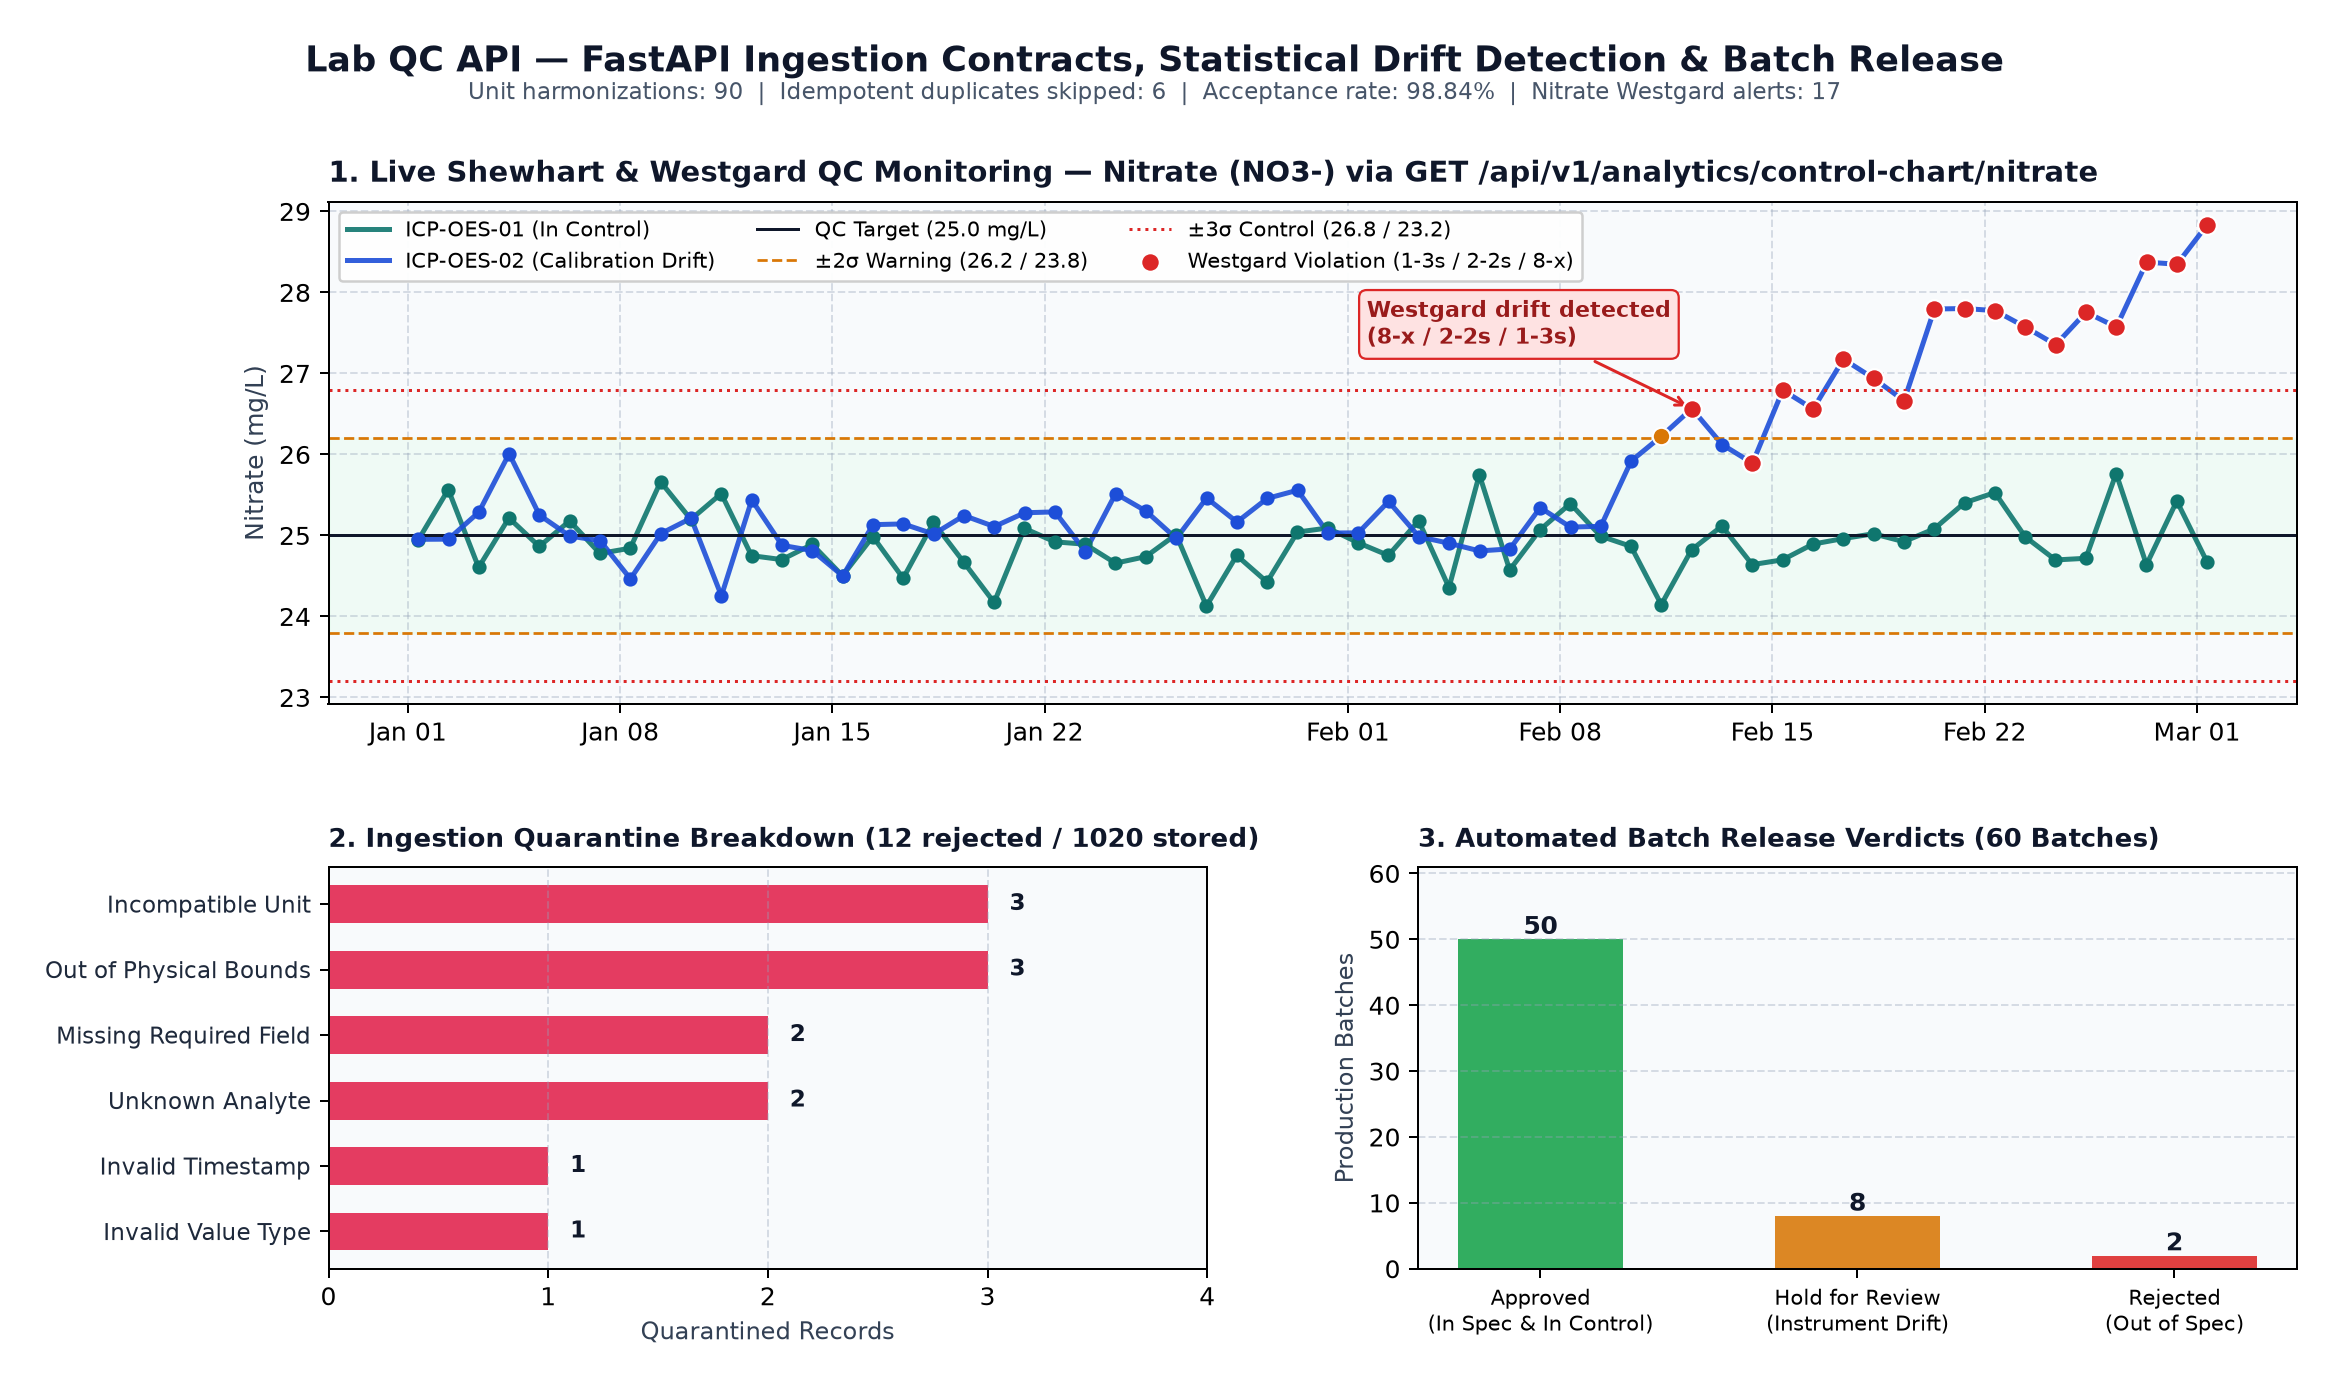 Lab QC API — FastAPI Ingestion Contracts, Statistical Drift Detection & Batch Release
Unit harmonizations: 90 | Idempotent duplicates skipped: 6 | Acceptance rate: 98.84% | Nitrate Westgard alerts: 17
1. Live Shewhart & Westgard QC Monitoring — Nitrate (NO3-) via GET /api/v1/analytics/control-chart/nitrate
ICP-OES-01 (In Control)
ICP-OES-02 (Calibration Drift)
QC Target (25.0 mg/L)
±2σ Warning (26.2 / 23.8)
±3σ Control (26.8 / 23.2)
Westgard Violation (1-3s / 2-2s / 8-x)
Westgard drift detected
(8-x / 2-2s / 1-3s)
Nitrate (mg/L)
29
28
27
26
25
24
23
Jan 01
Jan 08
Jan 15
Jan 22
Feb 01
Feb 08
Feb 15
Feb 22
Mar 01
2. Ingestion Quarantine Breakdown (12 rejected / 1020 stored)
Incompatible Unit
3
Out of Physical Bounds
3
Missing Required Field
2
Unknown Analyte
2
Invalid Timestamp
1
Invalid Value Type
1
0
1
2
3
4
Quarantined Records
3. Automated Batch Release Verdicts (60 Batches)
Production Batches
60
50
40
30
20
10
0
50
8
2
Approved
(In Spec & In Control)
Hold for Review
(Instrument Drift)
Rejected
(Out of Spec)